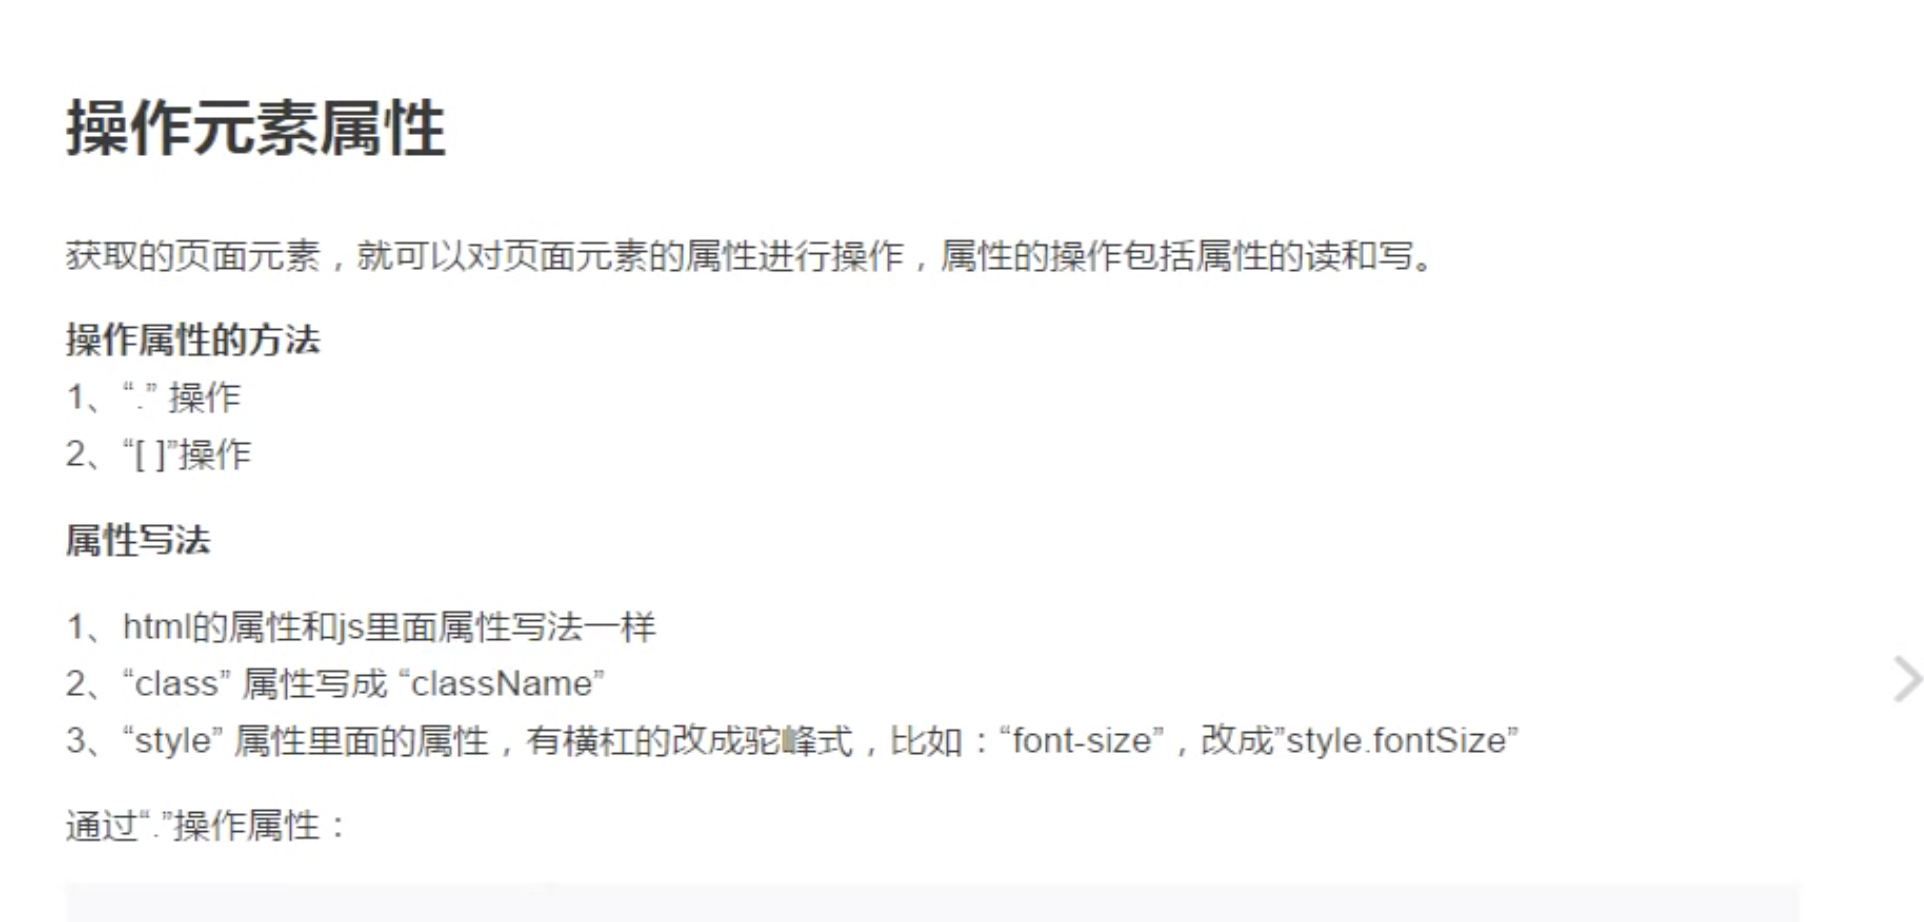 操作元素属性
获取的页面元素，就可以对页面元素的属性进行操作，属性的操作包括属性的读和写。
操作属性的方法
1、“.” 操作
2、“[ ]”操作
属性写法
1、html的属性和js里面属性写法一样
2、“class” 属性写成 “className”
3、“style” 属性里面的属性，有横杠的改成驼峰式，比如：“font-size”，改成”style.fontSize”
通过“.”操作属性：